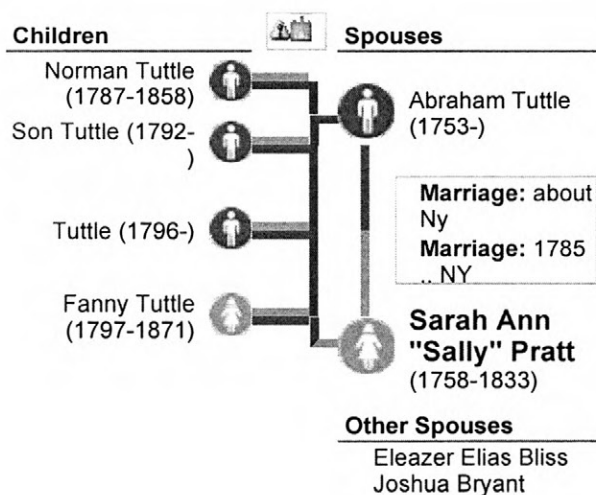 Children
Spouses
Norman Tuttle
(1787-1858)
Son Tuttle (1792-
)
Tuttle (1796-)
Fanny Tuttle
(1797-1871)
Abraham Tuttle
(1753-)
Marriage: about
Ny
Marriage: 1785
.. NY
Sarah Ann
"Sally" Pratt
(1758-1833)
Other Spouses
Eleazer Elias Bliss
Joshua Bryant